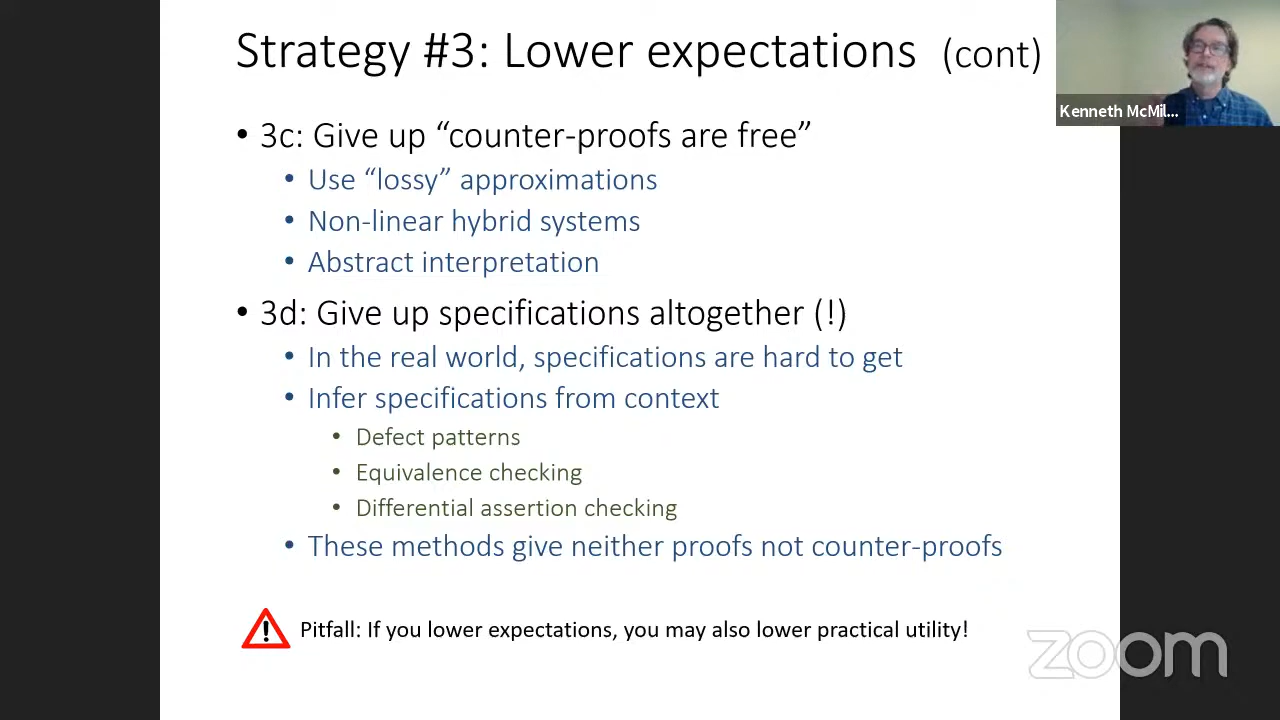 Strategy #3: Lower expectations (cont)
Kenneth McMil...
• 3c: Give up “counter-proofs are free”
• Use “lossy” approximations
• Non-linear hybrid systems
• Abstract interpretation
• 3d: Give up specifications altogether (!)
• In the real world, specifications are hard to get
• Infer specifications from context
• Defect patterns
• Equivalence checking
• Differential assertion checking
• These methods give neither proofs not counter-proofs
! Pitfall: If you lower expectations, you may also lower practical utility!
zoom